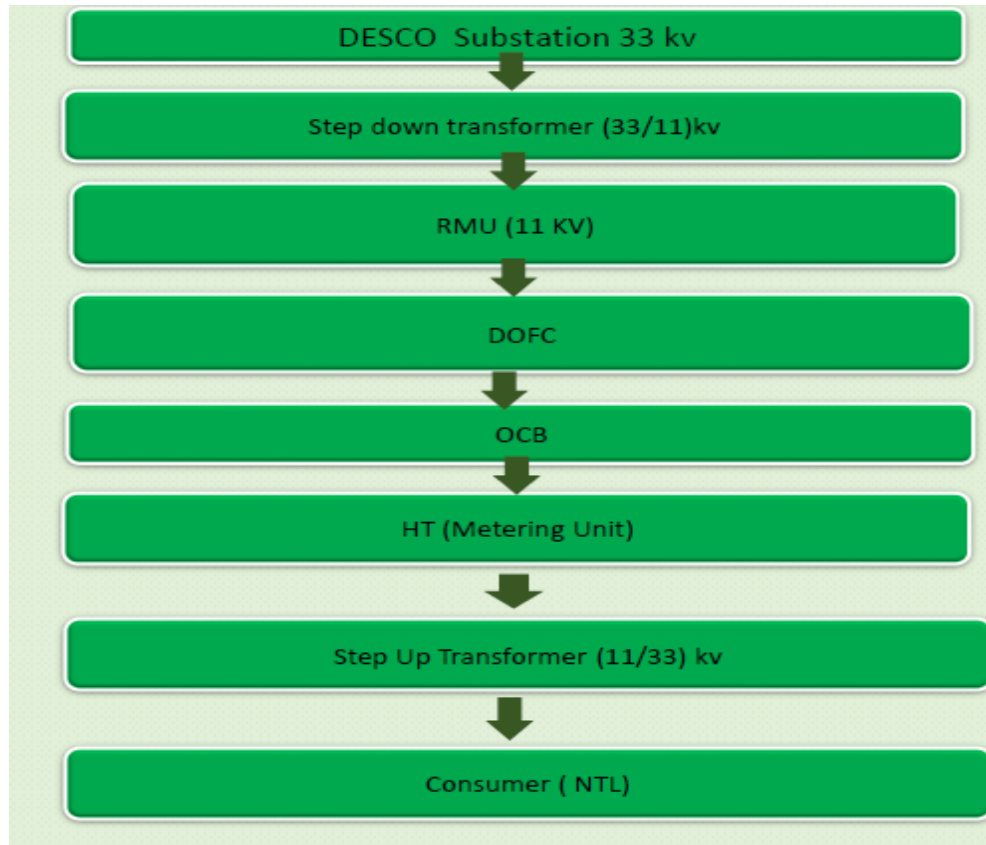 DESCO Substation 33 kv
Step down transformer (33/11)kv
RMU (11 KV)
DOFC
OCB
HT (Metering Unit)
Step Up Transformer (11/33) kv
Consumer ( NTL)